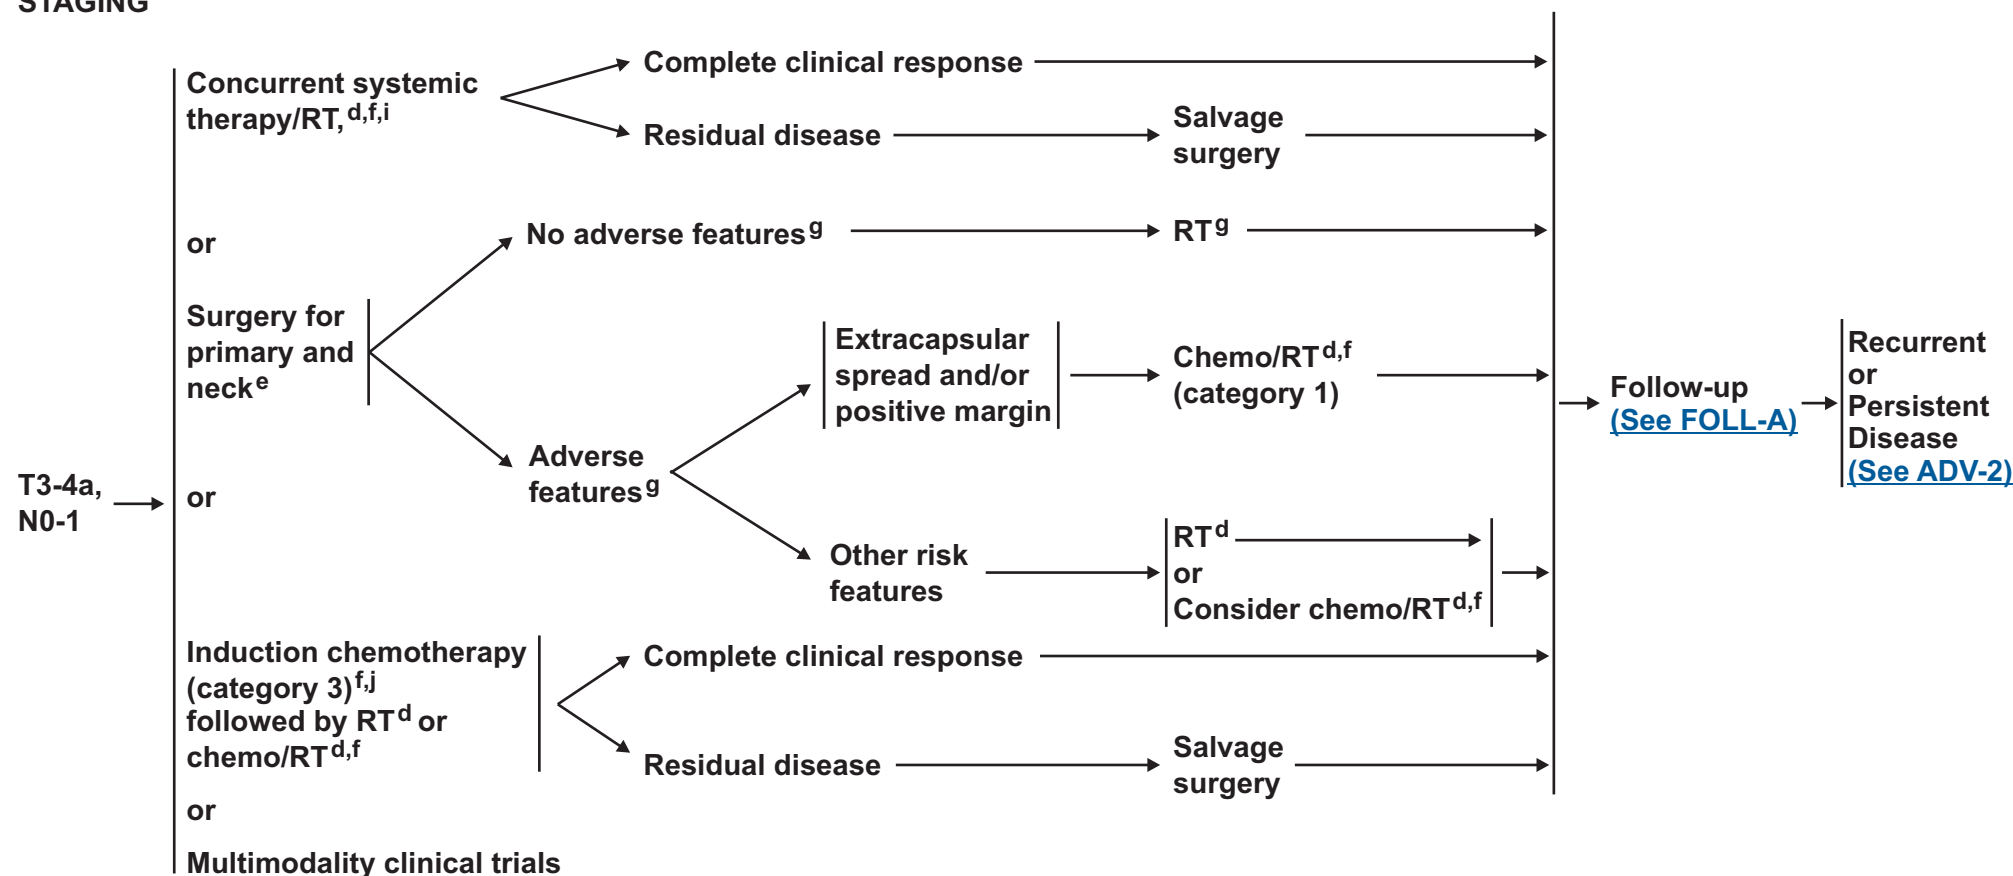 STAGING
T3-4a,
N0-1
Concurrent systemic
therapy/RT,d,f,i
Complete clinical response
Residual disease
Salvage
surgery
or
Surgery for
primary and
necke
No adverse featuresg
RTg
Adverse
featuresg
Extracapsular
spread and/or
positive margin
Chemo/RTd,f
(category 1)
Other risk
features
RTd
or
Consider chemo/RTd,f
or
Induction chemotherapy
(category 3)f,j
followed by RTd or
chemo/RTd,f
Complete clinical response
Residual disease
Salvage
surgery
or
Multimodality clinical trials
Follow-up
(See FOLL-A)
Recurrent
or
Persistent
Disease
(See ADV-2)